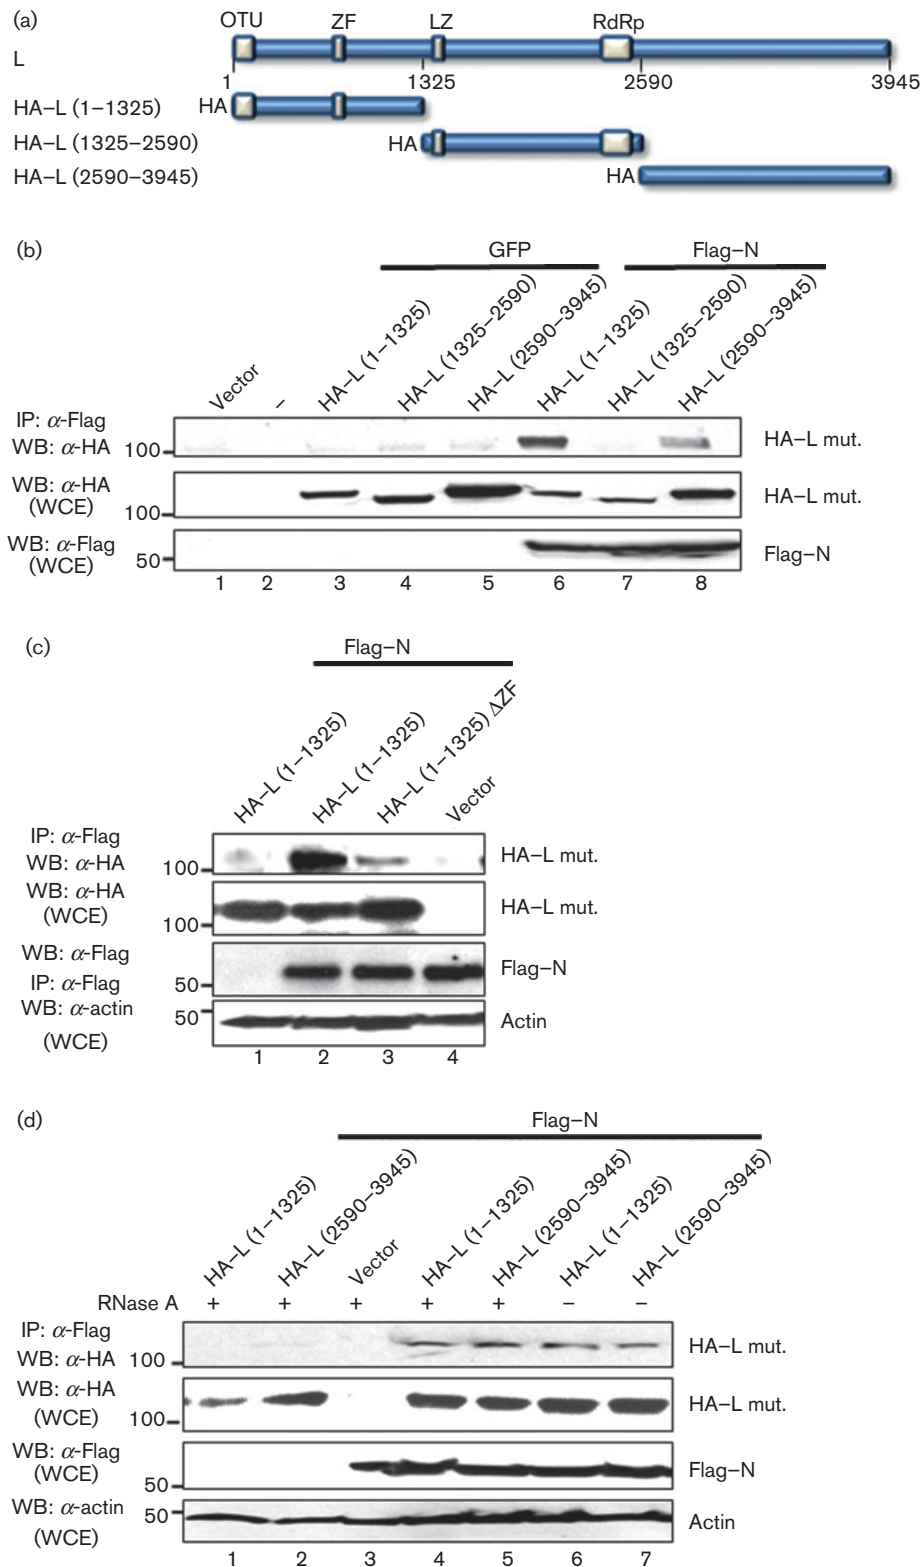 (a)
OTU ZF LZ RdRp
L
1 1325 2590 3945
HA–L (1–1325) HA
HA–L (1325–2590) HA
HA–L (2590–3945) HA
(b)
GFP Flag–N
Vector – HA–L (1–1325) HA–L (1325–2590) HA–L (2590–3945) HA–L (1–1325) HA–L (1325–2590) HA–L (2590–3945)
IP: α-Flag
WB: α-HA 100 HA–L mut.
WB: α-HA
(WCE) 100 HA–L mut.
WB: α-Flag
(WCE) 50 Flag–N
1 2 3 4 5 6 7 8
(c)
Flag–N
HA–L (1–1325) HA–L (1–1325) HA–L (1–1325) ΔZF Vector
IP: α-Flag
WB: α-HA 100 HA–L mut.
WB: α-HA
(WCE) 100 HA–L mut.
WB: α-Flag
IP: α-Flag 50 Flag–N
WB: α-actin 50
(WCE) Actin
1 2 3 4
(d)
Flag–N
HA–L (1–1325) HA–L (2590–3945) Vector HA–L (1–1325) HA–L (2590–3945) HA–L (1–1325) HA–L (2590–3945)
RNase A + + + + + – –
IP: α-Flag
WB: α-HA 100 HA–L mut.
WB: α-HA
(WCE) 100 HA–L mut.
WB: α-Flag
(WCE) 50 Flag–N
WB: α-actin 50
(WCE) Actin
1 2 3 4 5 6 7